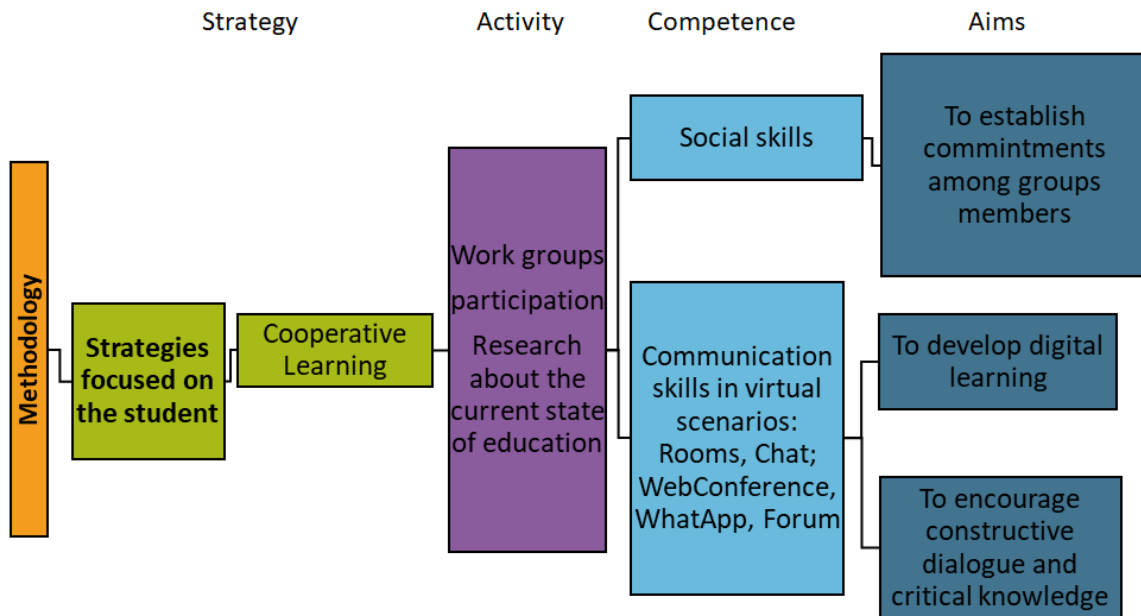 Strategy
Activity
Competence
Aims
Methodology
Strategies
focused on
the student
Cooperative
Learning
Work groups
participation
Research
about the
current state
of education
Social skills
Communication
skills in virtual
scenarios:
Rooms, Chat;
WebConference,
WhatApp, Forum
To establish
commintments
among groups
members
To develop digital
learning
To encourage
constructive
dialogue and
critical knowledge